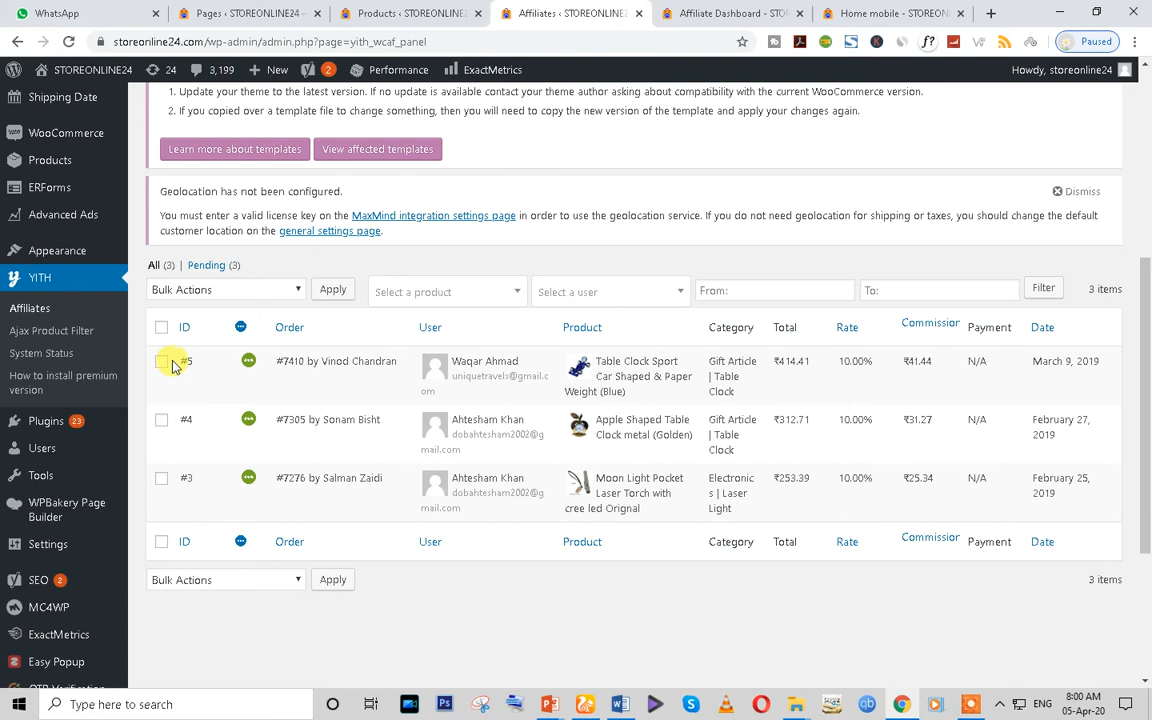 WhatsApp
Pages ‹ STOREONLINE24 —
Products ‹ STOREONLINE24
Affiliates ‹ STOREONLINE2
Affiliate Dashboard - STO
Home mobile - STOREON
storeonline24.com/wp-admin/admin.php?page=yith_wcaf_panel
Paused
STOREONLINE24
24
3,199
New
2
Performance
ExactMetrics
Howdy, storeonline24
Shipping Date
WooCommerce
Products
ERForms
Advanced Ads
Appearance
YITH
Affiliates
Ajax Product Filter
System Status
How to install premium
version
Plugins 23
Users
Tools
WPBakery Page
Builder
Settings
SEO 2
MC4WP
ExactMetrics
Easy Popup
OTP Verification
1. Update your theme to the latest version. If no update is available contact your theme author asking about compatibility with the current WooCommerce version.
2. If you copied over a template file to change something, then you will need to copy the new version of the template and apply your changes again.
Learn more about templates
View affected templates
Geolocation has not been configured.
Dismiss
You must enter a valid license key on the MaxMind integration settings page in order to use the geolocation service. If you do not need geolocation for shipping or taxes, you should change the default
customer location on the general settings page.
All (3) | Pending (3)
Bulk Actions
Apply
Select a product
Select a user
From:
To:
Filter
3 items
ID Order User Product Category Total Rate Commission Payment Date
#5 #7410 by Vinod Chandran Waqar Ahmad Table Clock Sport Gift Article ₹414.41 10.00% ₹41.44 N/A March 9, 2019
uniquetravels@gmail.c Car Shaped & Paper | Table
om Weight (Blue) Clock
#4 #7305 by Sonam Bisht Ahtesham Khan Apple Shaped Table Gift Article ₹312.71 10.00% ₹31.27 N/A February 27,
dobahtesham2002@g Clock metal (Golden) | Table 2019
mail.com Clock
#3 #7276 by Salman Zaidi Ahtesham Khan Moon Light Pocket Electronic ₹253.39 10.00% ₹25.34 N/A February 25,
dobahtesham2002@g Laser Torch with s | Laser 2019
mail.com cree led Orignal Light
ID Order User Product Category Total Rate Commission Payment Date
Bulk Actions
Apply
3 items
Type here to search
ENG
8:00 AM
05-Apr-20